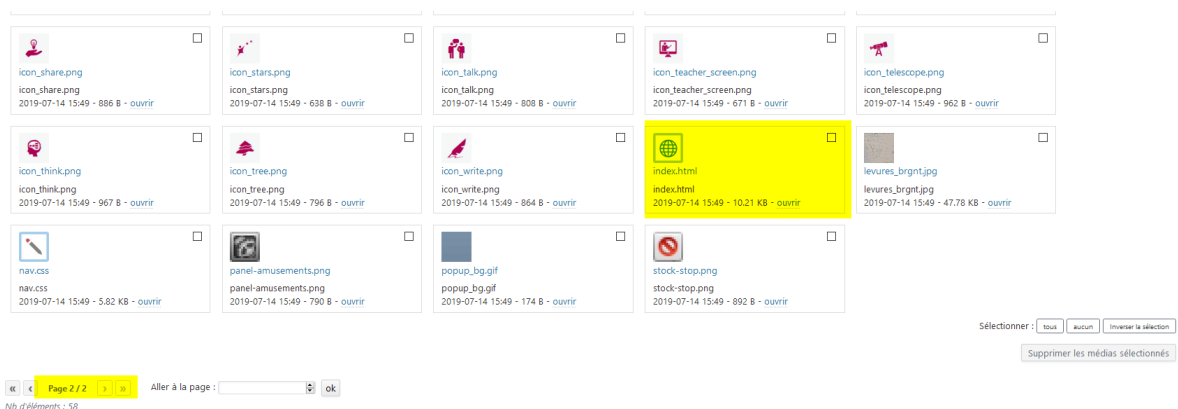 icon_share.png
icon_share.png
2019-07-14 15:49 - 886 B - ouvrir
icon_stars.png
icon_stars.png
2019-07-14 15:49 - 638 B - ouvrir
icon_talk.png
icon_talk.png
2019-07-14 15:49 - 808 B - ouvrir
icon_teacher_screen.png
icon_teacher_screen.png
2019-07-14 15:49 - 671 B - ouvrir
icon_telescope.png
icon_telescope.png
2019-07-14 15:49 - 962 B - ouvrir
icon_think.png
icon_think.png
2019-07-14 15:49 - 967 B - ouvrir
icon_tree.png
icon_tree.png
2019-07-14 15:49 - 796 B - ouvrir
icon_write.png
icon_write.png
2019-07-14 15:49 - 864 B - ouvrir
index.html
index.html
2019-07-14 15:49 - 10.21 KB - ouvrir
levures_brgnt.jpg
levures_brgnt.jpg
2019-07-14 15:49 - 47.78 KB - ouvrir
nav.css
nav.css
2019-07-14 15:49 - 5.82 KB - ouvrir
panel-amusements.png
panel-amusements.png
2019-07-14 15:49 - 790 B - ouvrir
popup_bg.gif
popup_bg.gif
2019-07-14 15:49 - 174 B - ouvrir
stock-stop.png
stock-stop.png
2019-07-14 15:49 - 892 B - ouvrir
Sélectionner : tous aucun Inverser la sélection
Supprimer les médias sélectionnés
« ‹ Page 2 / 2 › » Aller à la page : ok
Nb d'éléments : 58